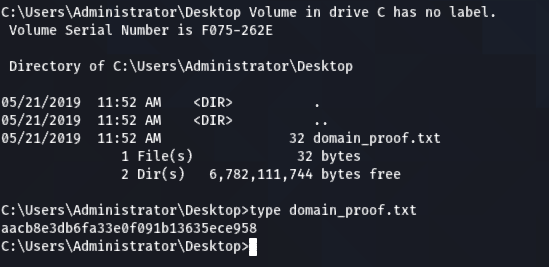 C:\Users\Administrator\Desktop Volume in drive C has no label.
 Volume Serial Number is F075-262E

 Directory of C:\Users\Administrator\Desktop

05/21/2019  11:52 AM    <DIR>          .
05/21/2019  11:52 AM    <DIR>          ..
05/21/2019  11:52 AM                32 domain_proof.txt
               1 File(s)             32 bytes
               2 Dir(s)   6,782,111,744 bytes free

C:\Users\Administrator\Desktop>type domain_proof.txt
aacb8e3db6fa33e0f091b13635ece958
C:\Users\Administrator\Desktop>